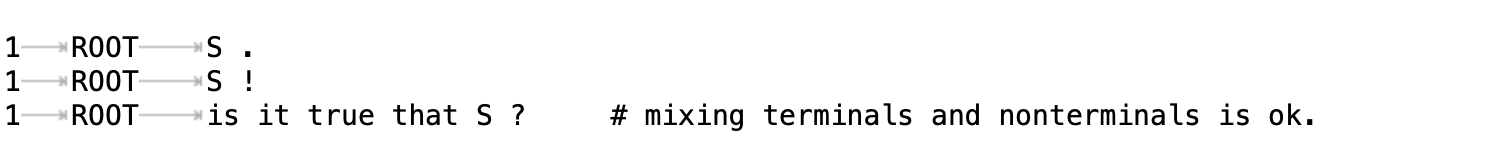 1	ROOT	S .
1	ROOT	S !
1	ROOT	is it true that S ?     # mixing terminals and nonterminals is ok.